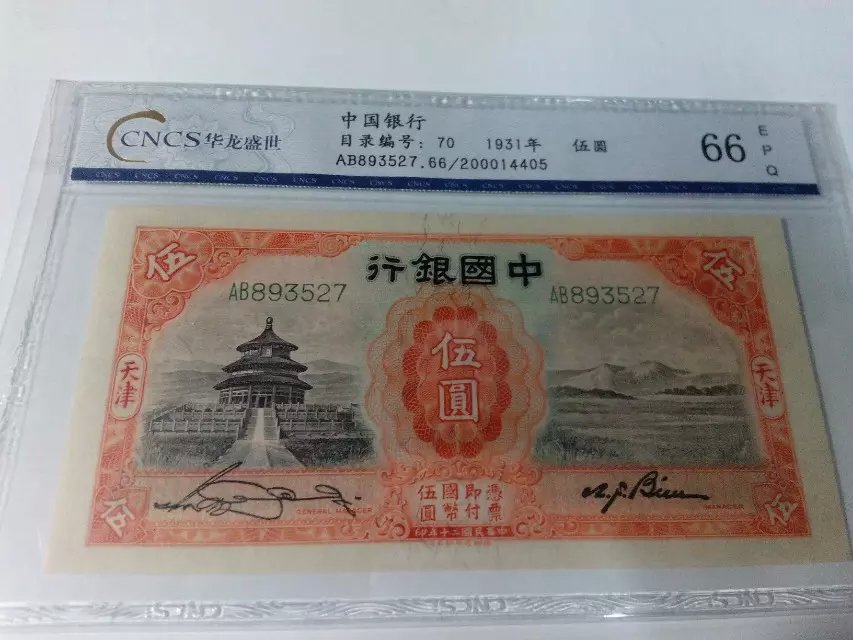 CNCS华龙盛世
中国银行
目录编号: 70 1931年 伍圆
AB893527.66/200014405
66
EPQ
行銀國中
AB893527
AB893527
伍
伍
伍圓
天津
天津
憑票
即付
國幣
伍圓
GENERAL MANAGER
MANAGER
伍
伍